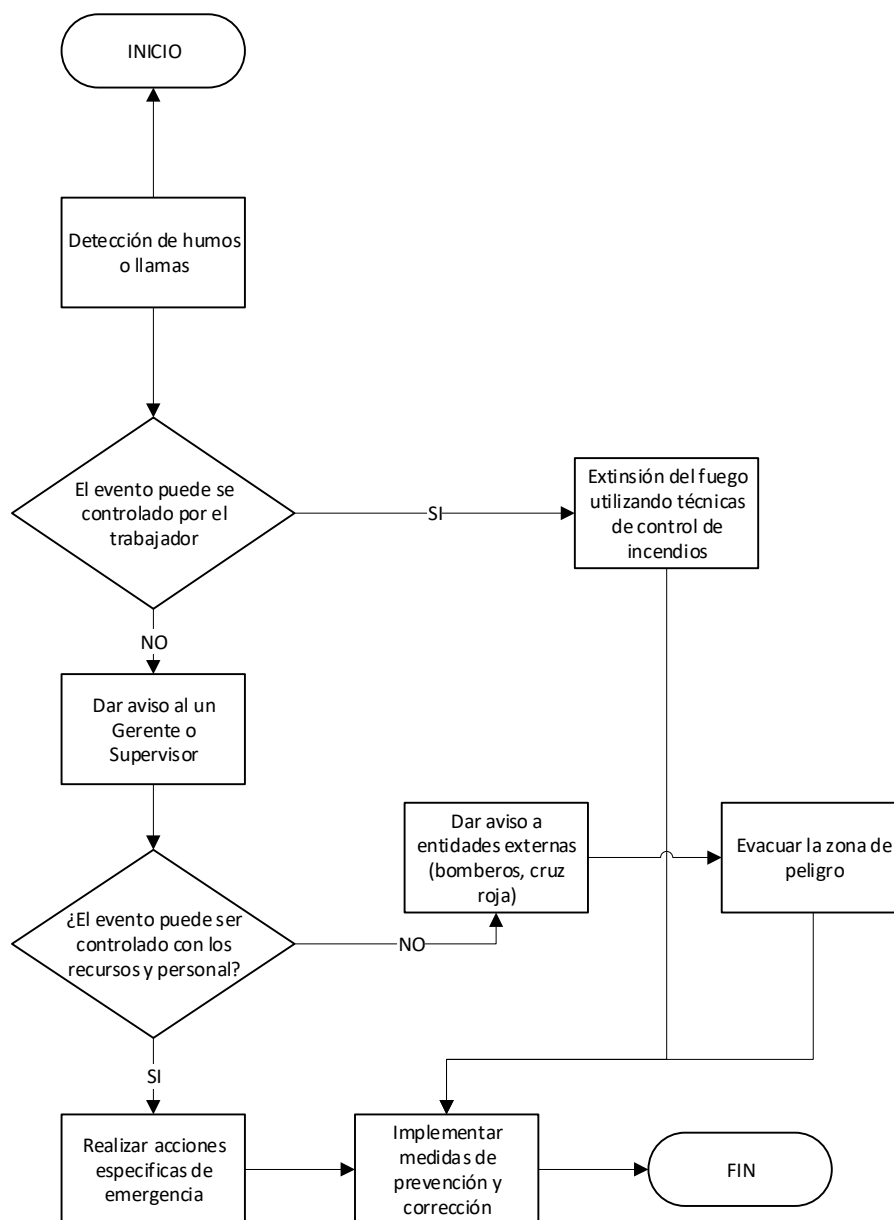 INICIO
Detección de humos
o llamas
El evento puede se
controlado por el
trabajador
SI
Extinsión del fuego
utilizando técnicas
de control de
incendios
NO
Dar aviso al un
Gerente o
Supervisor
Dar aviso a
entidades externas
(bomberos, cruz
roja)
Evacuar la zona de
peligro
¿El evento puede ser
controlado con los
recursos y personal?
NO
SI
Realizar acciones
especificas de
emergencia
Implementar
medidas de
prevención y
corrección
FIN